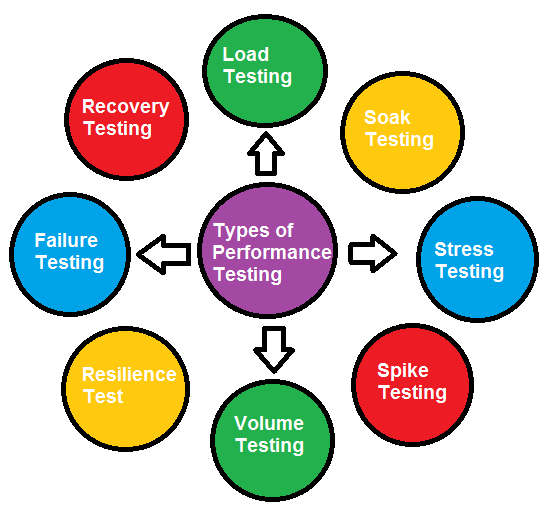 Load
Testing
Recovery
Testing
Soak
Testing
Types of
Performance
Testing
Failure
Testing
Stress
Testing
Resilience
Test
Spike
Testing
Volume
Testing